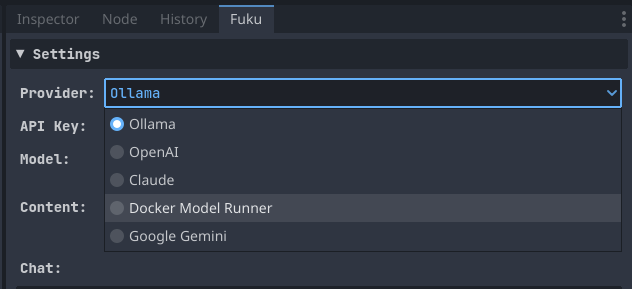 Inspector Node History Fuku
▼ Settings
Provider: Ollama
API Key:
Ollama
OpenAI
Model:
Claude
Content:
Docker Model Runner
Google Gemini
Chat: